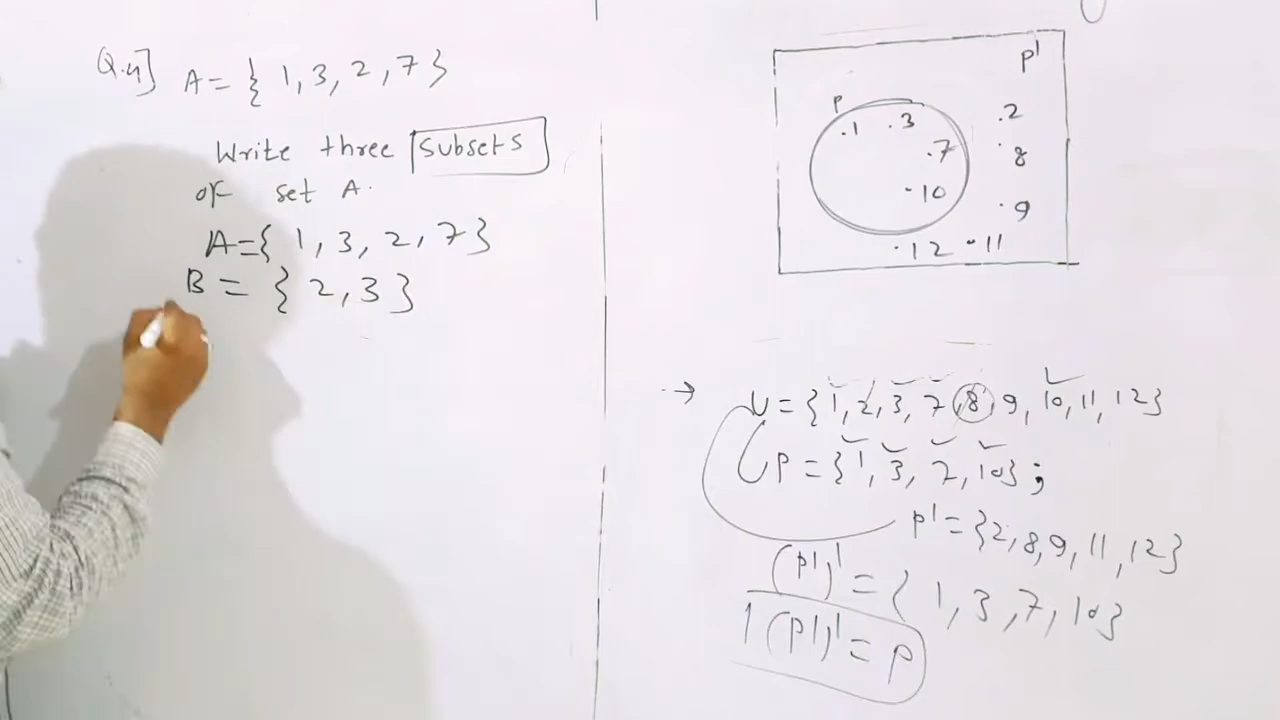 Q.4] A = { 1, 3, 2, 7 }
Write three subsets
of set A.
A = { 1, 3, 2, 7 }
B = { 2, 3 }
P'
P
.1 .3
.7
.10
.2
.8
.9
.12 .11
→ U = { 1, 2, 3, 7, 8, 9, 10, 11, 12 }
P = { 1, 3, 7, 10 } ;
P' = { 2, 8, 9, 11, 12 }
(P')' = { 1, 3, 7, 10 }
(P')' = P